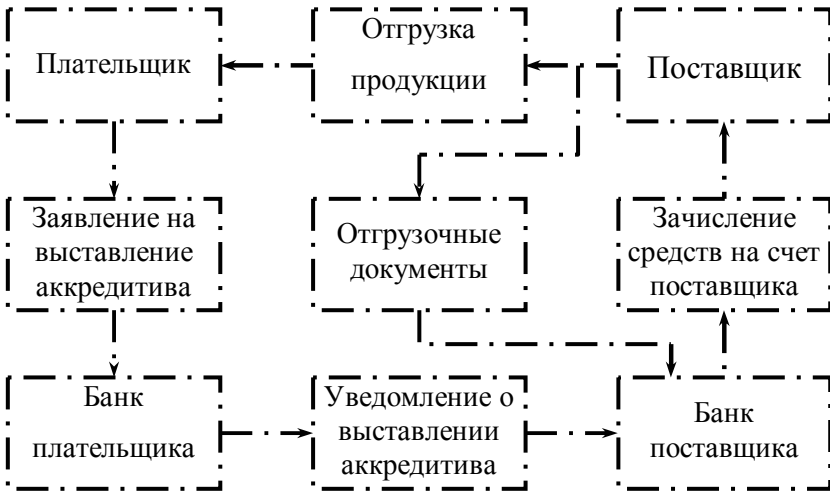 Плательщик
Отгрузка
продукции
Поставщик
Заявление на
выставление
аккредитива
Отгрузочные
документы
Зачисление
средств на счет
поставщика
Банк
плательщика
Уведомление о
выставлении
аккредитива
Банк
поставщика